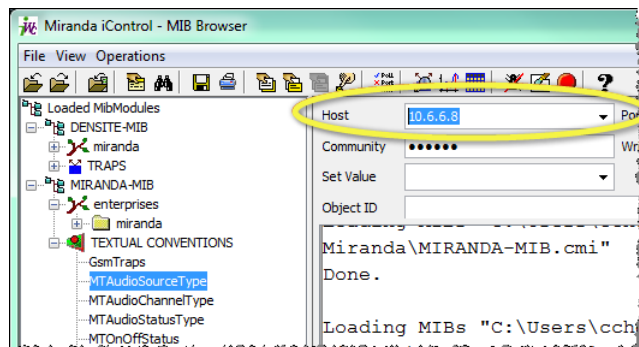 Miranda iControl - MIB Browser
File View Operations
Loaded MibModules
DENSITE-MIB
miranda
TRAPS
MIRANDA-MIB
enterprises
miranda
TEXTUAL CONVENTIONS
GsmTraps
MTAudioSourceType
MTAudioChannelType
MTAudioStatusType
MTOnOffStatus
Host 10.6.6.8
Community ••••••
Set Value
Object ID
Miranda\MIRANDA-MIB.cmi"
Done.
Loading MIBs "C:\Users\cch